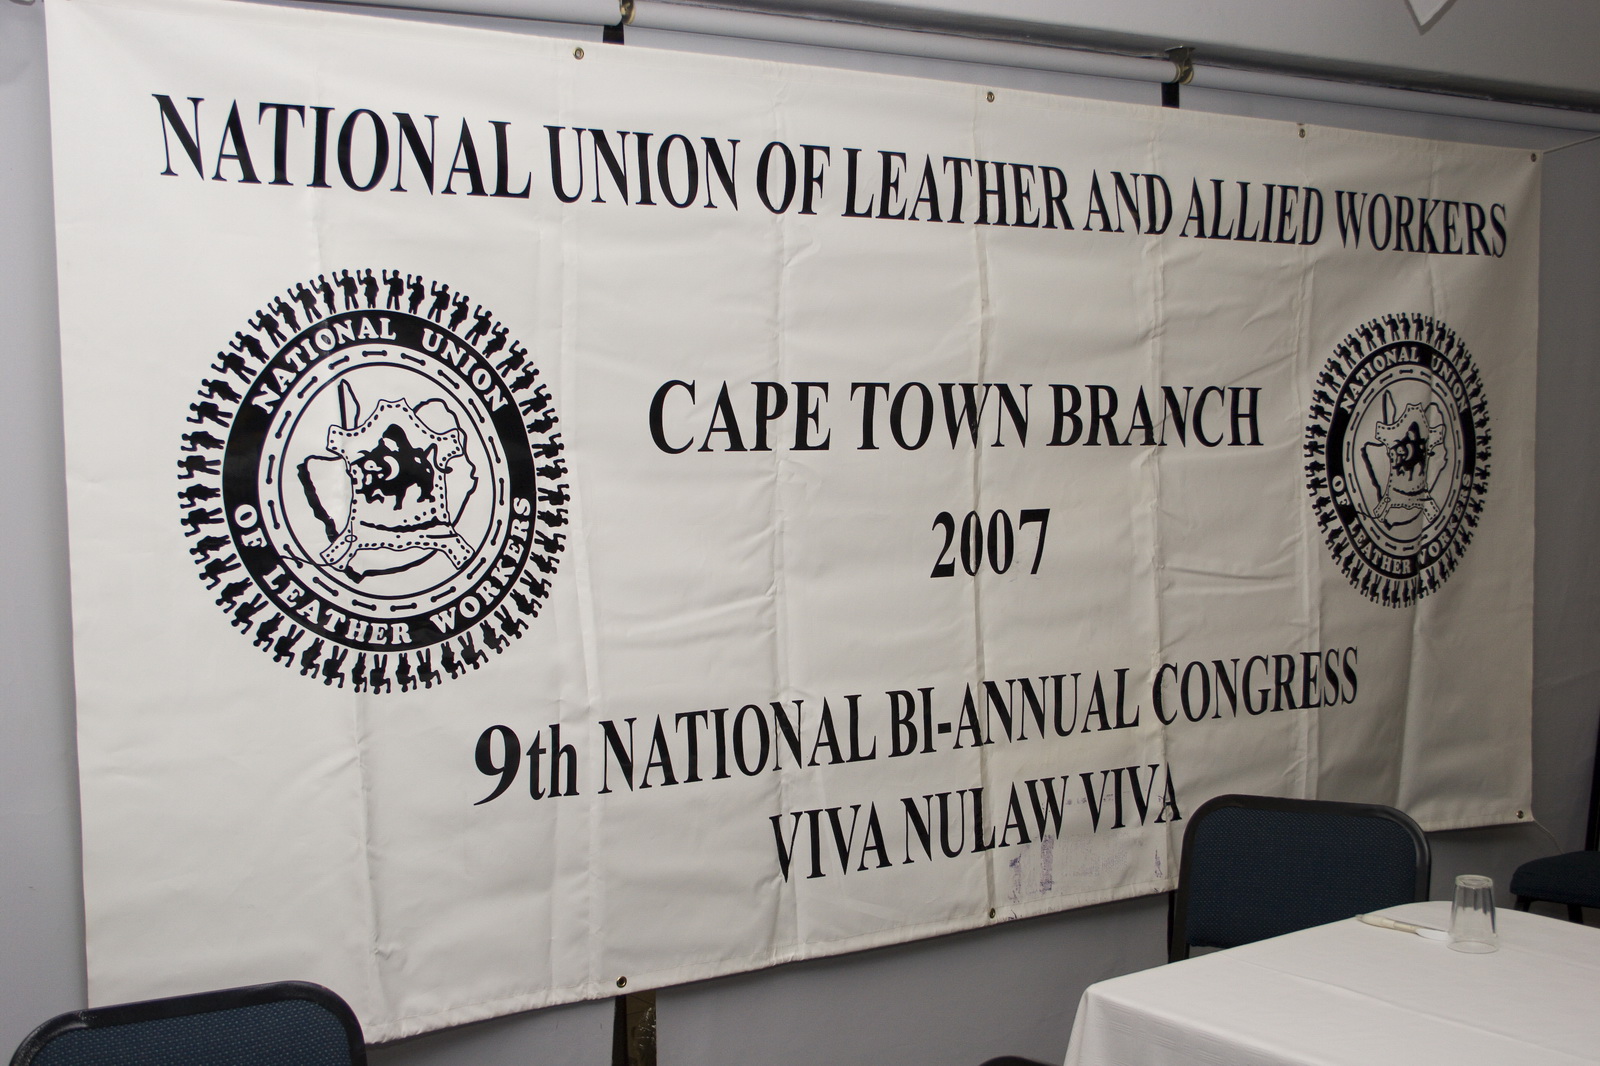 NATIONAL UNION OF LEATHER AND ALLIED WORKERS
NATIONAL UNION
OF LEATHER WORKERS
CAPE TOWN BRANCH
2007
NATIONAL UNION
OF LEATHER WORKERS
9th NATIONAL BI-ANNUAL CONGRESS
VIVA NULAW VIVA